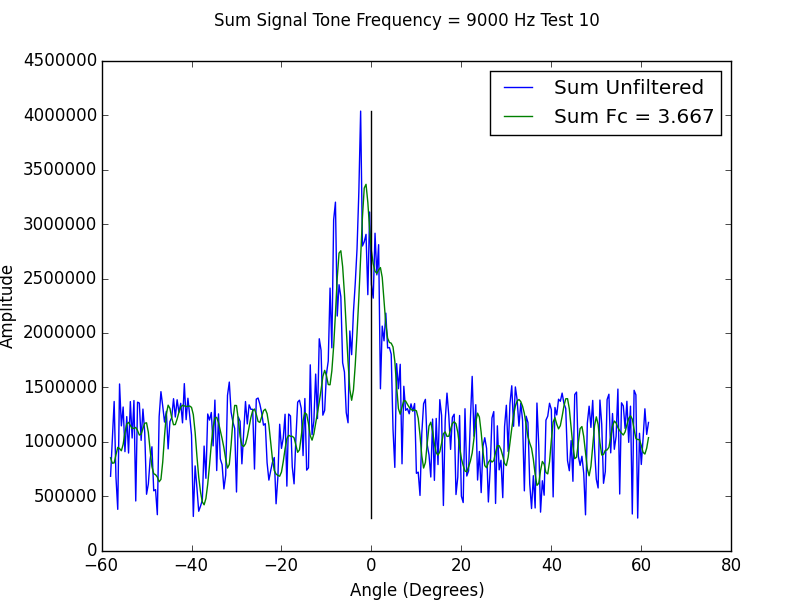 Sum Signal Tone Frequency = 9000 Hz Test 10
Sum Unfiltered
Sum Fc = 3.667
4500000
4000000
3500000
3000000
2500000
2000000
1500000
1000000
500000
0
Amplitude
−60 −40 −20 0 20 40 60 80
Angle (Degrees)